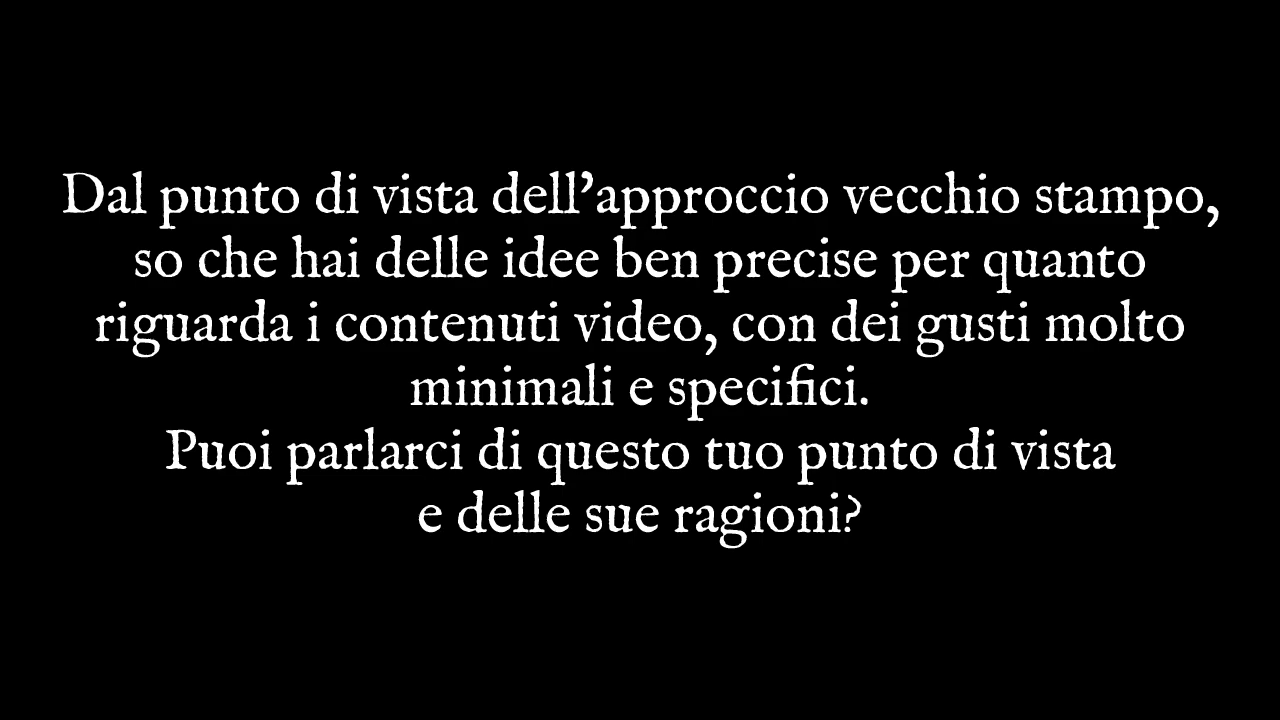 Dal punto di vista dell’approccio vecchio stampo,
so che hai delle idee ben precise per quanto
riguarda i contenuti video, con dei gusti molto
minimali e specifici.
Puoi parlarci di questo tuo punto di vista
e delle sue ragioni?